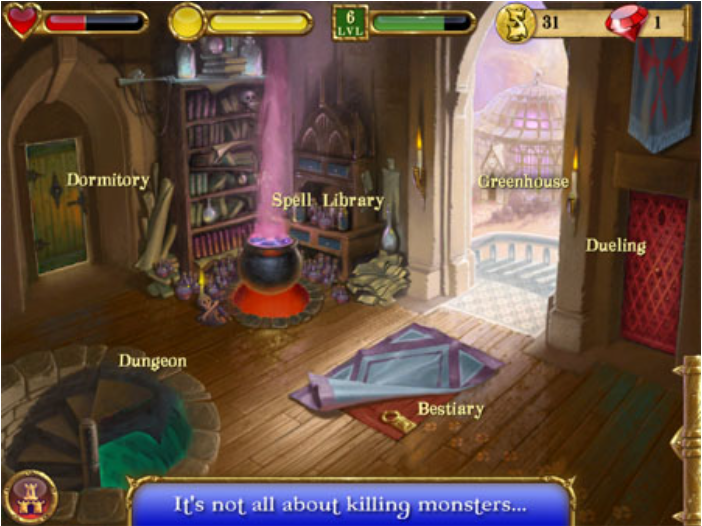 6
LVL
31
1
Dormitory
Spell Library
Greenhouse
Dueling
Dungeon
Bestiary
It's not all about killing monsters...